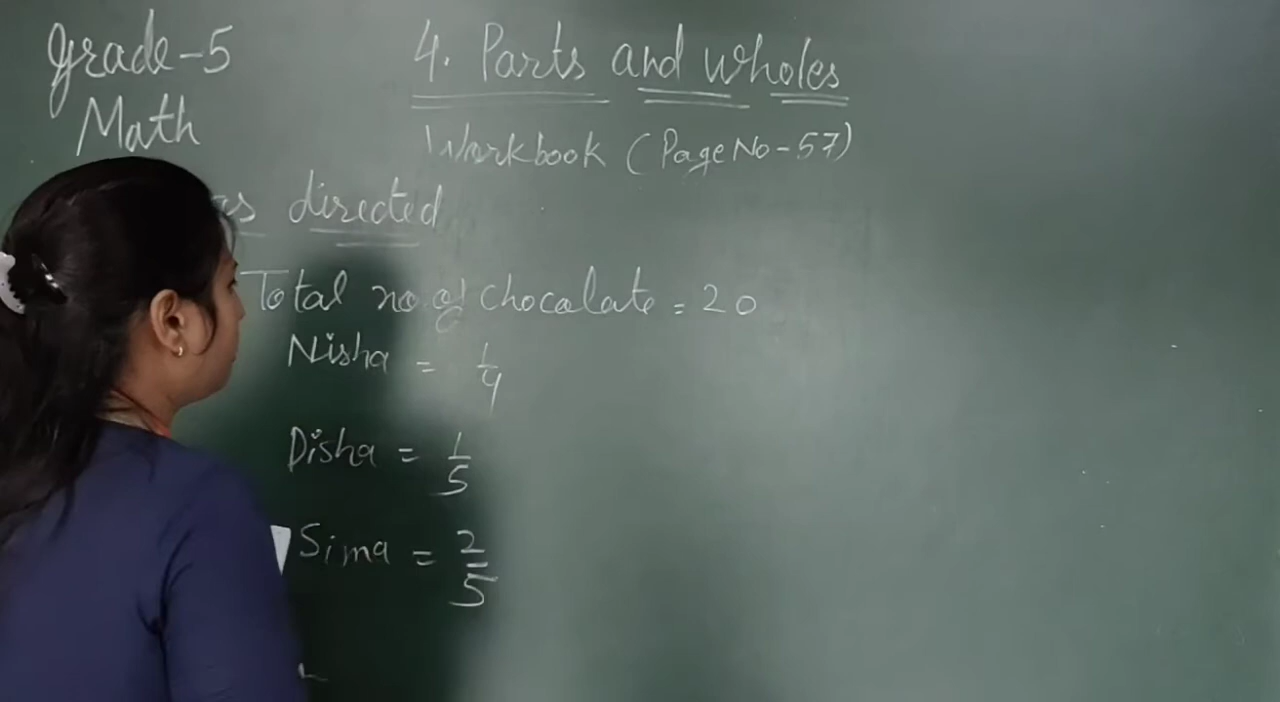 Grade-5
Math
4. Parts and wholes
Workbook (Page No-57)
as directed
Total no.of chocalate = 20
Nisha = 1/4
Disha = 1/5
Sima = 2/5